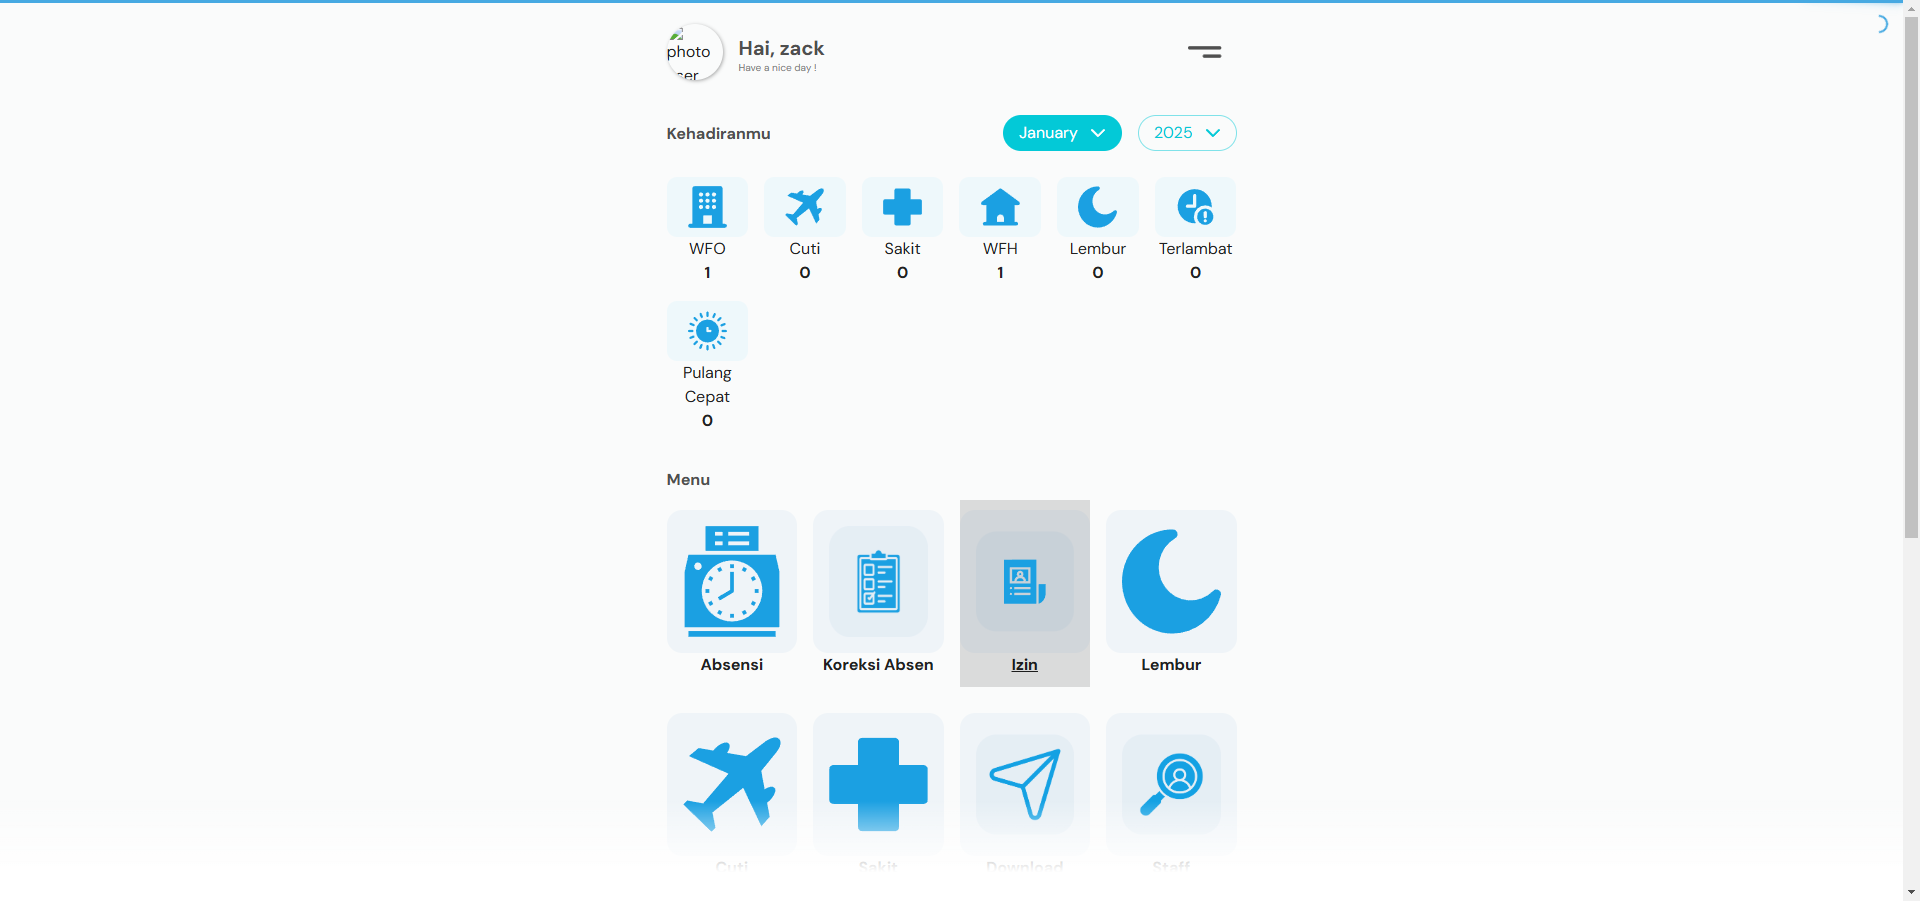 photo
ser
Hai, zack
Have a nice day !
Kehadiranmu
January
2025
WFO
Cuti
Sakit
WFH
Lembur
Terlambat
1
0
0
1
0
0
Pulang
Cepat
0
Menu
Absensi
Koreksi Absen
Izin
Lembur
Cuti
Sakit
Download
Staff